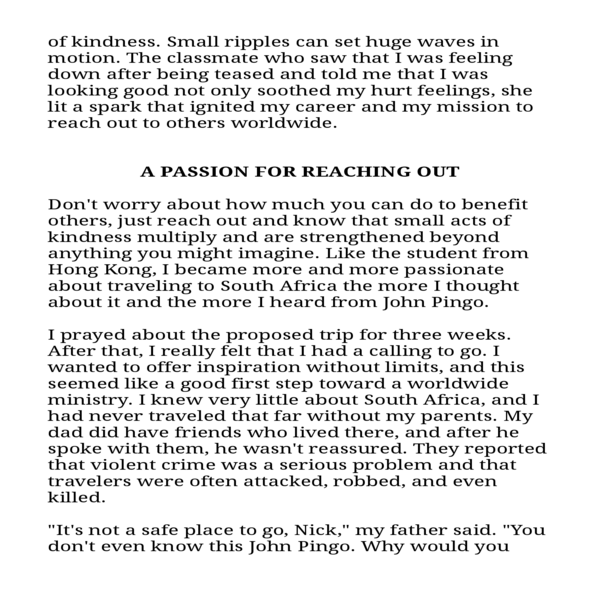 of kindness. Small ripples can set huge waves in
motion. The classmate who saw that I was feeling
down after being teased and told me that I was
looking good not only soothed my hurt feelings, she
lit a spark that ignited my career and my mission to
reach out to others worldwide.
A PASSION FOR REACHING OUT
Don't worry about how much you can do to benefit
others, just reach out and know that small acts of
kindness multiply and are strengthened beyond
anything you might imagine. Like the student from
Hong Kong, I became more and more passionate
about traveling to South Africa the more I thought
about it and the more I heard from John Pingo.
I prayed about the proposed trip for three weeks.
After that, I really felt that I had a calling to go. I
wanted to offer inspiration without limits, and this
seemed like a good first step toward a worldwide
ministry. I knew very little about South Africa, and I
had never traveled that far without my parents. My
dad did have friends who lived there, and after he
spoke with them, he wasn't reassured. They reported
that violent crime was a serious problem and that
travelers were often attacked, robbed, and even
killed.
"It's not a safe place to go, Nick," my father said. "You
don't even know this John Pingo. Why would you